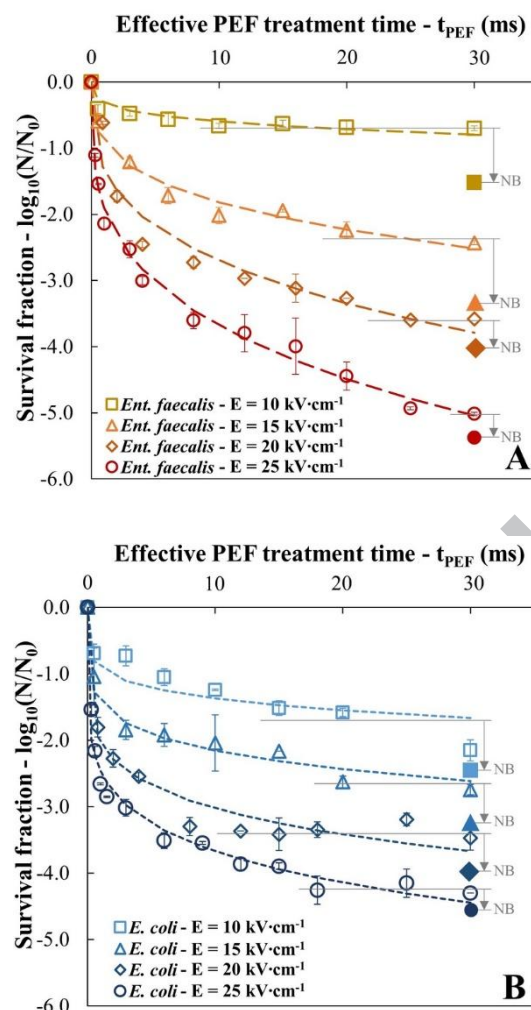 Effective PEF treatment time - tPEF (ms)
0 10 20 30
0.0
-1.0
-2.0
-3.0
-4.0
-5.0
-6.0
Survival fraction - log10(N/N0)
NB
NB
NB
NB
Ent. faecalis - E = 10 kV·cm-1
Ent. faecalis - E = 15 kV·cm-1
Ent. faecalis - E = 20 kV·cm-1
Ent. faecalis - E = 25 kV·cm-1
A
Effective PEF treatment time - tPEF (ms)
0 10 20 30
0.0
-1.0
-2.0
-3.0
-4.0
-5.0
-6.0
Survival fraction - log10(N/N0)
NB
NB
NB
NB
E. coli - E = 10 kV·cm-1
E. coli - E = 15 kV·cm-1
E. coli - E = 20 kV·cm-1
E. coli - E = 25 kV·cm-1
B